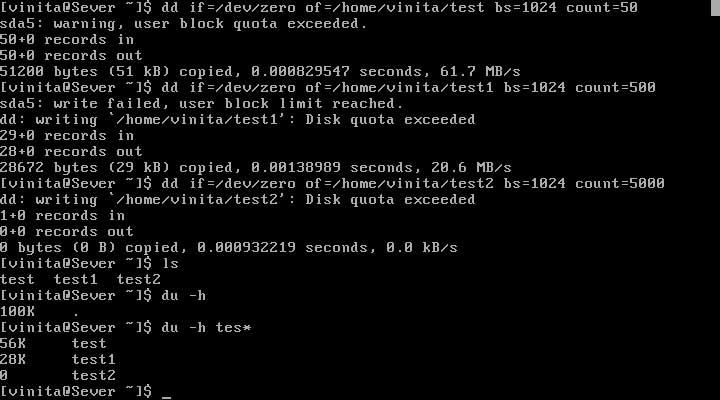 [vinita@Sever ~]$ dd if=/dev/zero of=/home/vinita/test bs=1024 count=50
sda5: warning, user block quota exceeded.
50+0 records in
50+0 records out
51200 bytes (51 kB) copied, 0.000829547 seconds, 61.7 MB/s
[vinita@Sever ~]$ dd if=/dev/zero of=/home/vinita/test1 bs=1024 count=500
sda5: write failed, user block limit reached.
dd: writing `/home/vinita/test1': Disk quota exceeded
29+0 records in
28+0 records out
28672 bytes (29 kB) copied, 0.00138989 seconds, 20.6 MB/s
[vinita@Sever ~]$ dd if=/dev/zero of=/home/vinita/test2 bs=1024 count=5000
dd: writing `/home/vinita/test2': Disk quota exceeded
1+0 records in
0+0 records out
0 bytes (0 B) copied, 0.000932219 seconds, 0.0 kB/s
[vinita@Sever ~]$ ls
test  test1  test2
[vinita@Sever ~]$ du -h
100K    .
[vinita@Sever ~]$ du -h tes*
56K     test
28K     test1
0       test2
[vinita@Sever ~]$ _